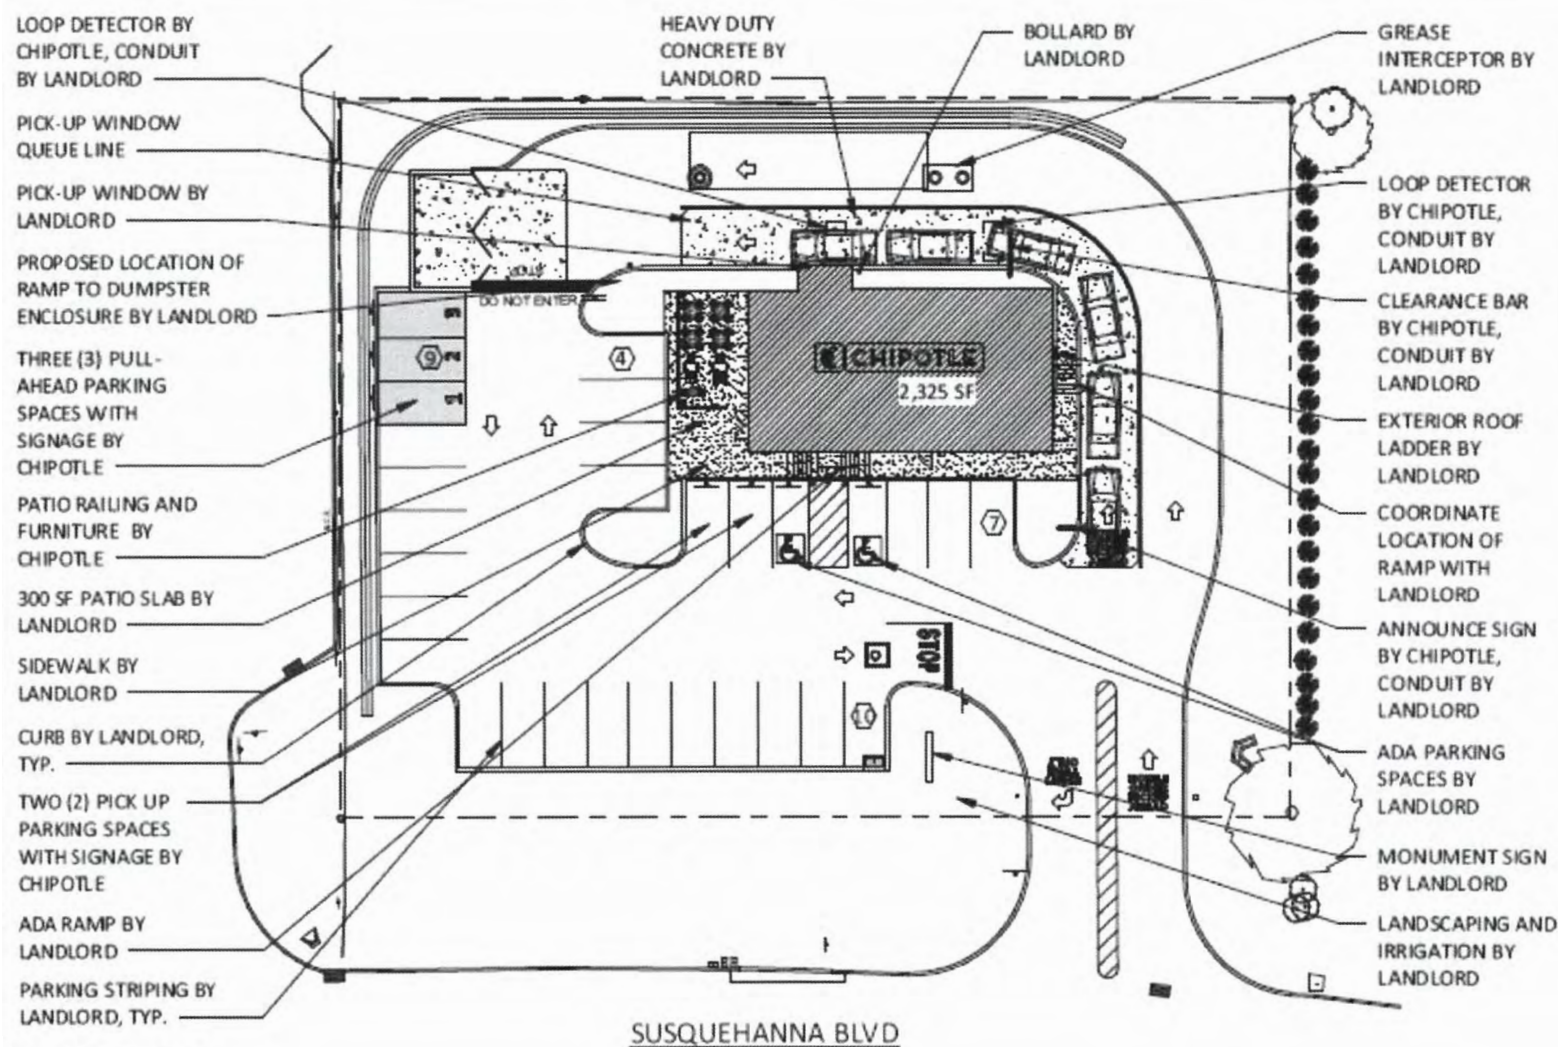 LOOP DETECTOR BY
CHIPOTLE, CONDUIT
BY LANDLORD
PICK-UP WINDOW
QUEUE LINE
PICK-UP WINDOW BY
LANDLORD
PROPOSED LOCATION OF
RAMP TO DUMPSTER
ENCLOSURE BY LANDLORD
THREE (3) PULL-
AHEAD PARKING
SPACES WITH
SIGNAGE BY
CHIPOTLE
PATIO RAILING AND
FURNITURE BY
CHIPOTLE
300 SF PATIO SLAB BY
LANDLORD
SIDEWALK BY
LANDLORD
CURB BY LANDLORD,
TYP.
TWO (2) PICK UP
PARKING SPACES
WITH SIGNAGE BY
CHIPOTLE
ADA RAMP BY
LANDLORD
PARKING STRIPING BY
LANDLORD, TYP.
HEAVY DUTY
CONCRETE BY
LANDLORD
BOLLARD BY
LANDLORD
GREASE
INTERCEPTOR BY
LANDLORD
LOOP DETECTOR
BY CHIPOTLE,
CONDUIT BY
LANDLORD
CLEARANCE BAR
BY CHIPOTLE,
CONDUIT BY
LANDLORD
EXTERIOR ROOF
LADDER BY
LANDLORD
COORDINATE
LOCATION OF
RAMP WITH
LANDLORD
ANNOUNCE SIGN
BY CHIPOTLE,
CONDUIT BY
LANDLORD
ADA PARKING
SPACES BY
LANDLORD
MONUMENT SIGN
BY LANDLORD
LANDSCAPING AND
IRRIGATION BY
LANDLORD
STOP
DO NOT ENTER
9
4
CHIPOTLE
2,325 SF
7
STOP
10
SUSQUEHANNA BLVD